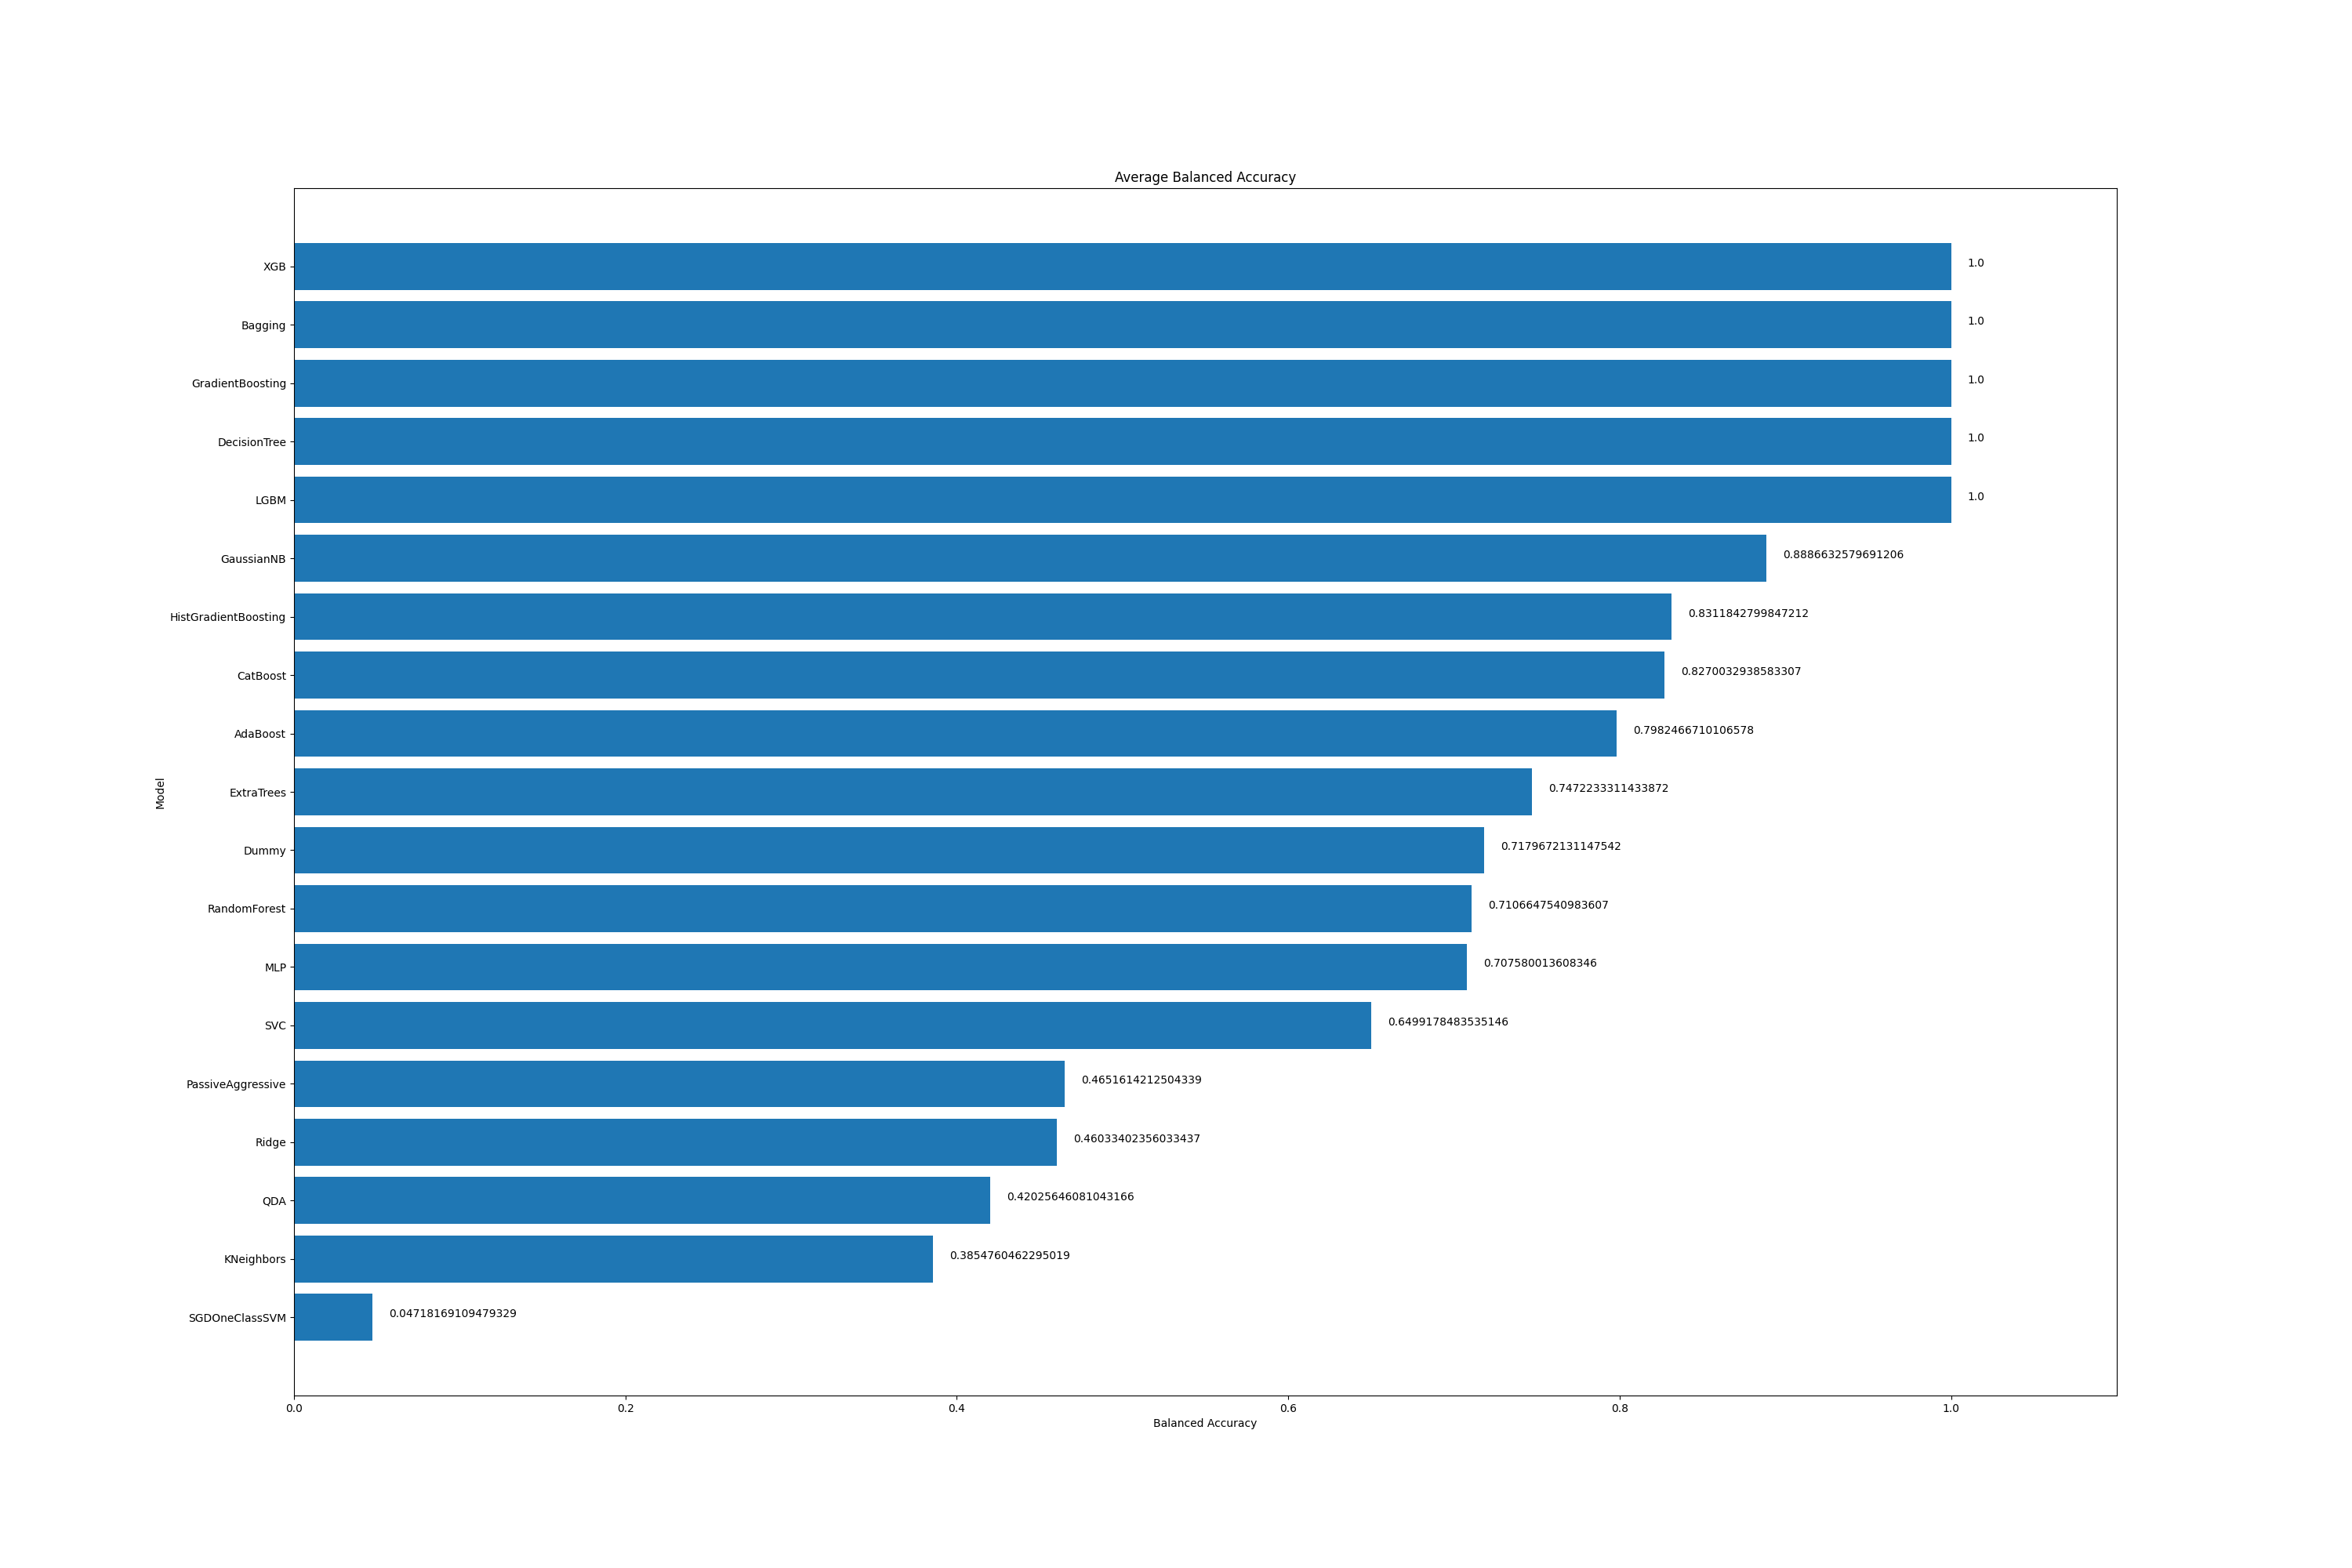 Average Balanced Accuracy
XGB 1.0
Bagging 1.0
GradientBoosting 1.0
DecisionTree 1.0
LGBM 1.0
GaussianNB 0.8886632579691206
HistGradientBoosting 0.8311842799847212
CatBoost 0.8270032938583307
AdaBoost 0.7982466710106578
Model
ExtraTrees 0.7472233311433872
Dummy 0.7179672131147542
RandomForest 0.7106647540983607
MLP 0.707580013608346
SVC 0.6499178483535146
PassiveAggressive 0.4651614212504339
Ridge 0.46033402356033437
QDA 0.42025646081043166
KNeighbors 0.3854760462295019
SGDOneClassSVM 0.04718169109479329
0.0 0.2 0.4 0.6 0.8 1.0
Balanced Accuracy